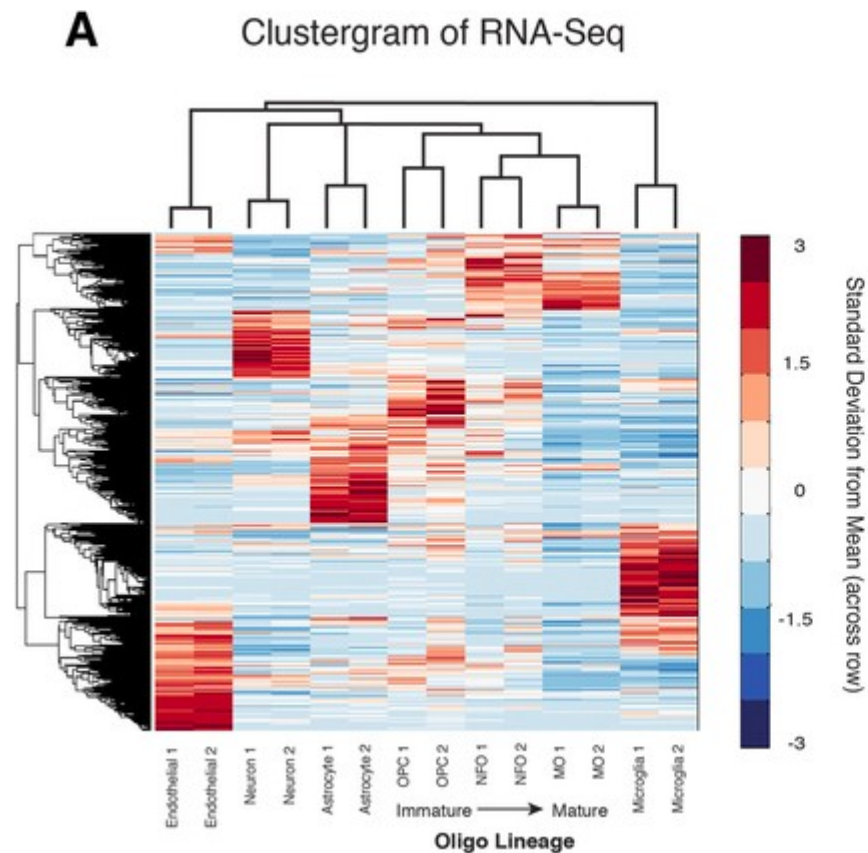 A
Clustergram of RNA-Seq
3
1.5
0
-1.5
-3
Standard Deviation from Mean (across row)
Endothelial 1
Endothelial 2
Neuron 1
Neuron 2
Astrocyte 1
Astrocyte 2
OPC 1
OPC 2
NFO 1
NFO 2
MO 1
MO 2
Microglia 1
Microglia 2
Immature
Mature
Oligo Lineage